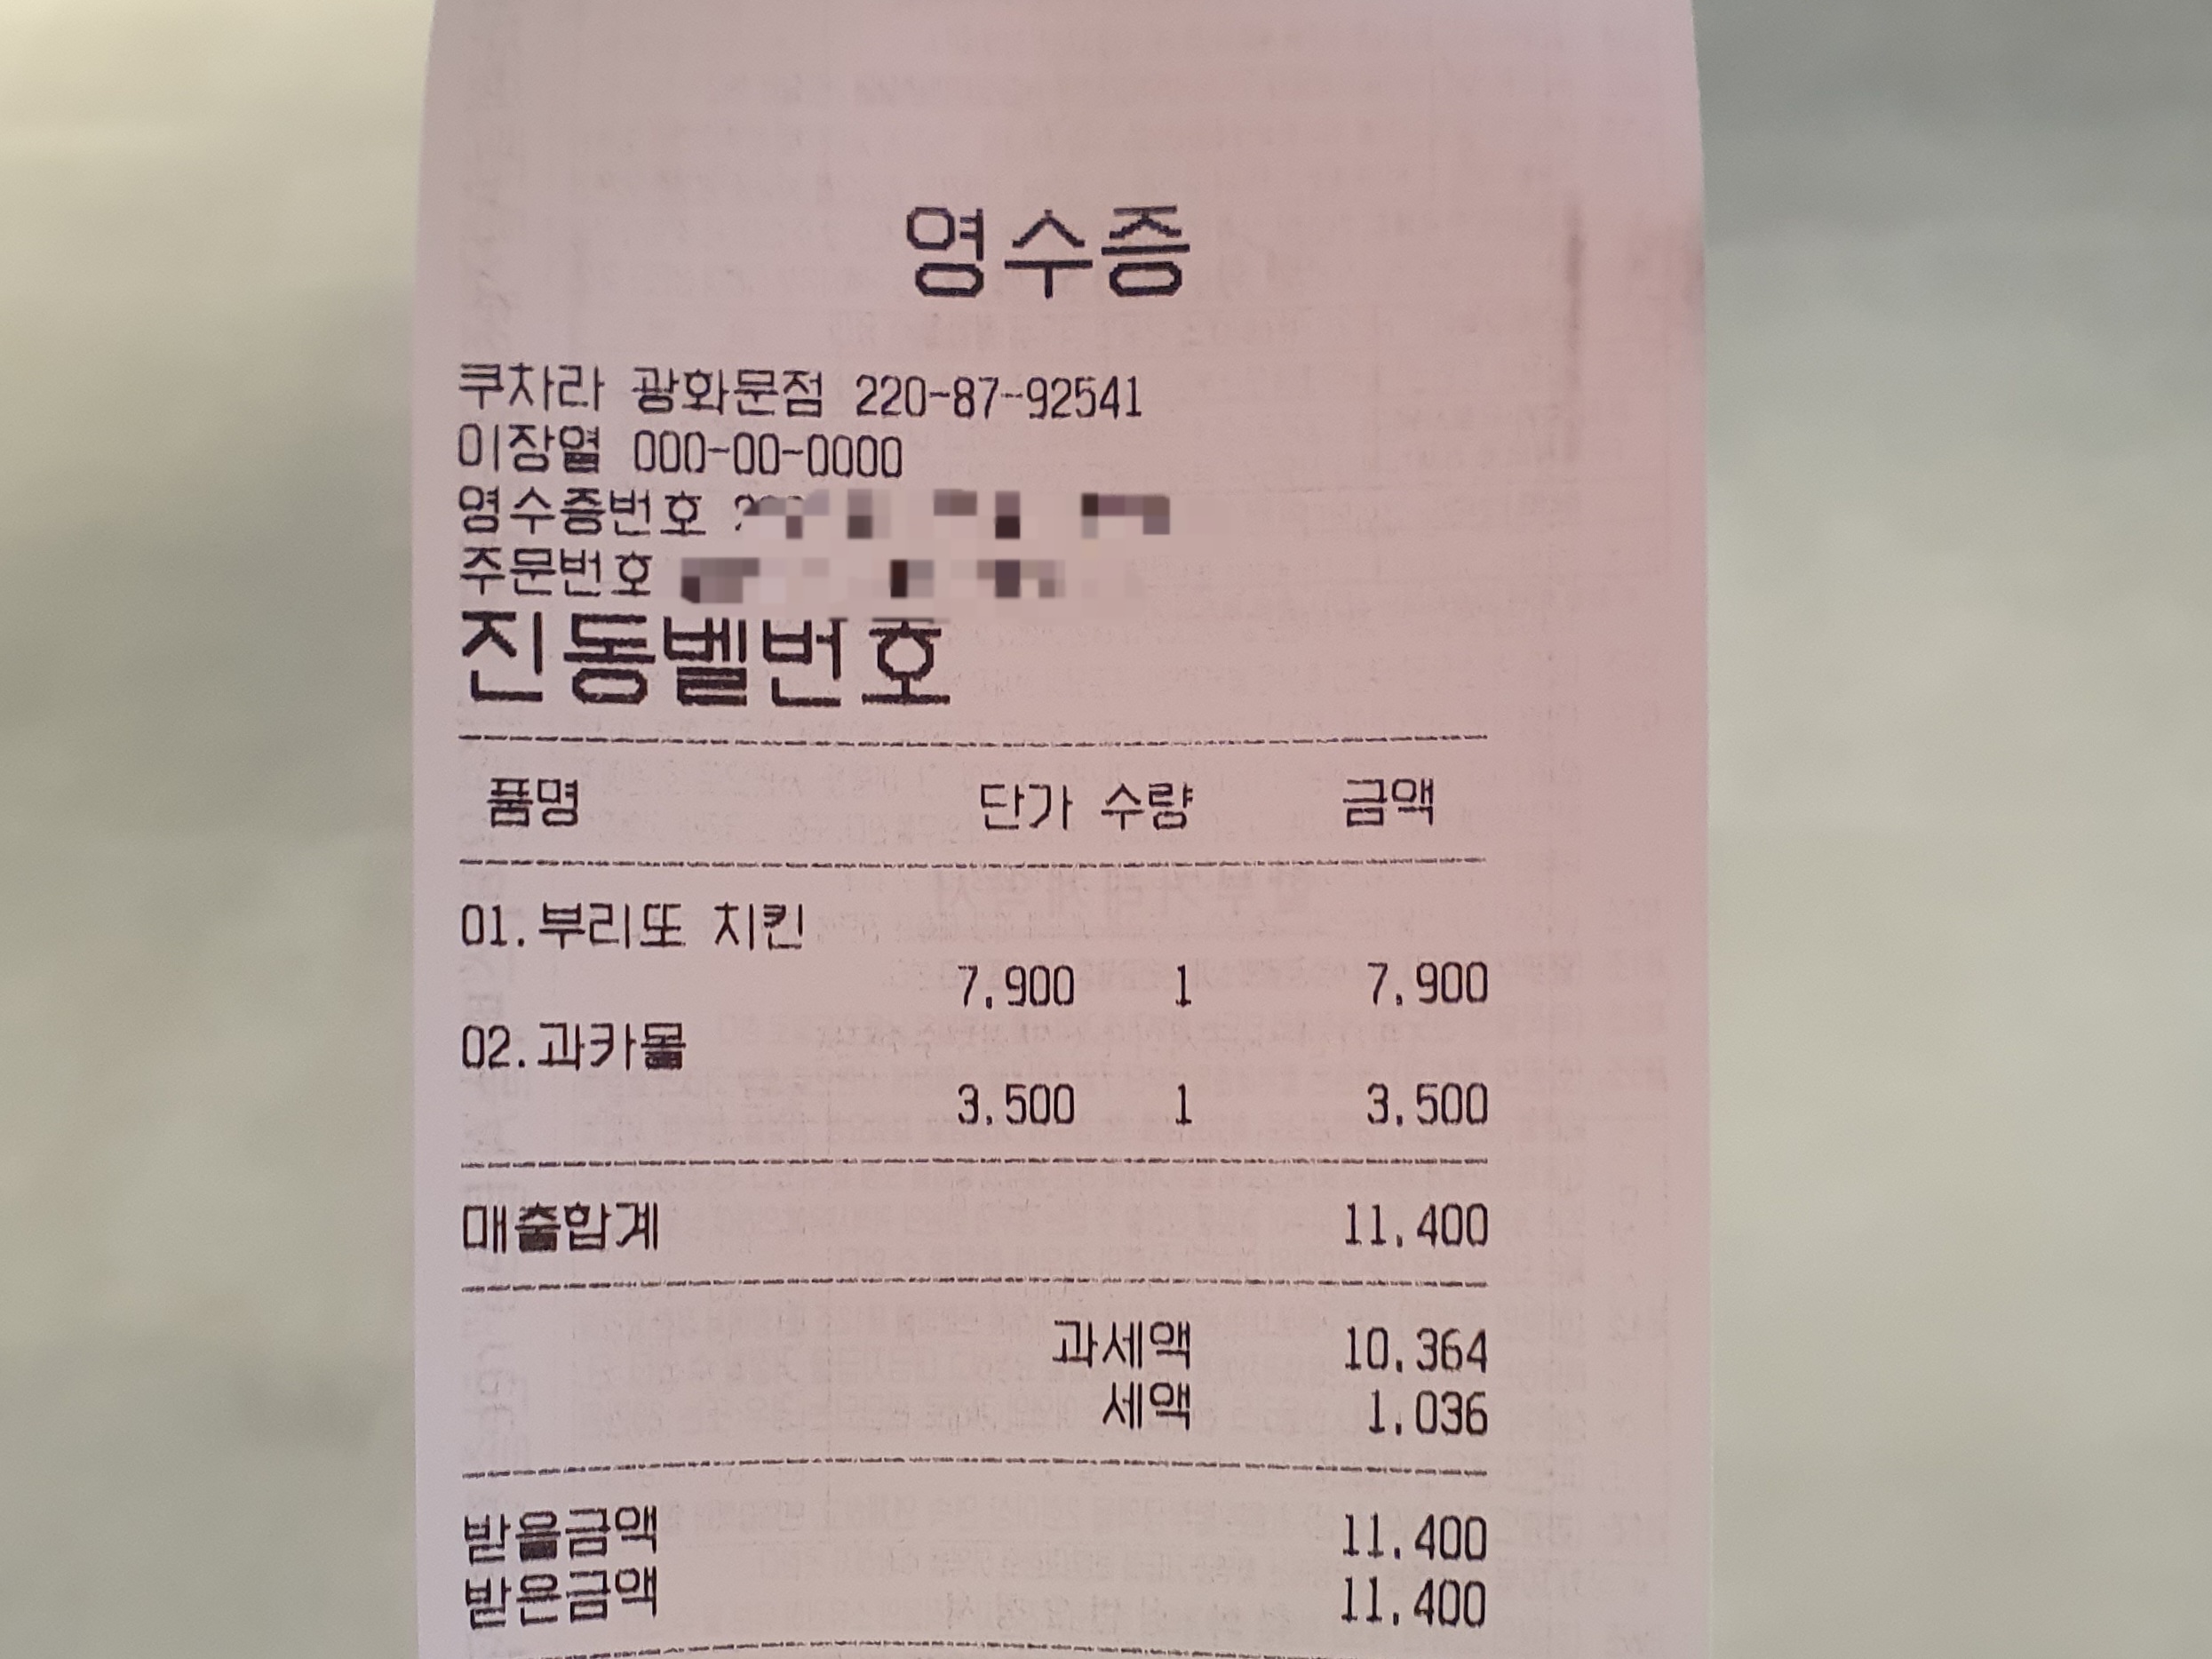 영수증
쿠차라 광화문점 220-87-92541
이장열 000-00-0000
영수증번호
주문번호
진동벨번호
품명 단가 수량 금액
01.부리또 치킨
7,900 1 7,900
02.과카몰
3,500 1 3,500
매출합계 11,400
과세액 10,364
세액 1,036
받을금액 11,400
받은금액 11,400